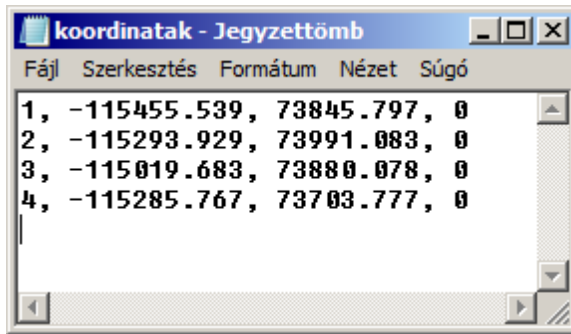 koordinatak - Jegyzettömb
Fájl Szerkesztés Formátum Nézet Súgó
1, -115455.539, 73845.797, 0
2, -115293.929, 73991.083, 0
3, -115019.683, 73880.078, 0
4, -115285.767, 73703.777, 0